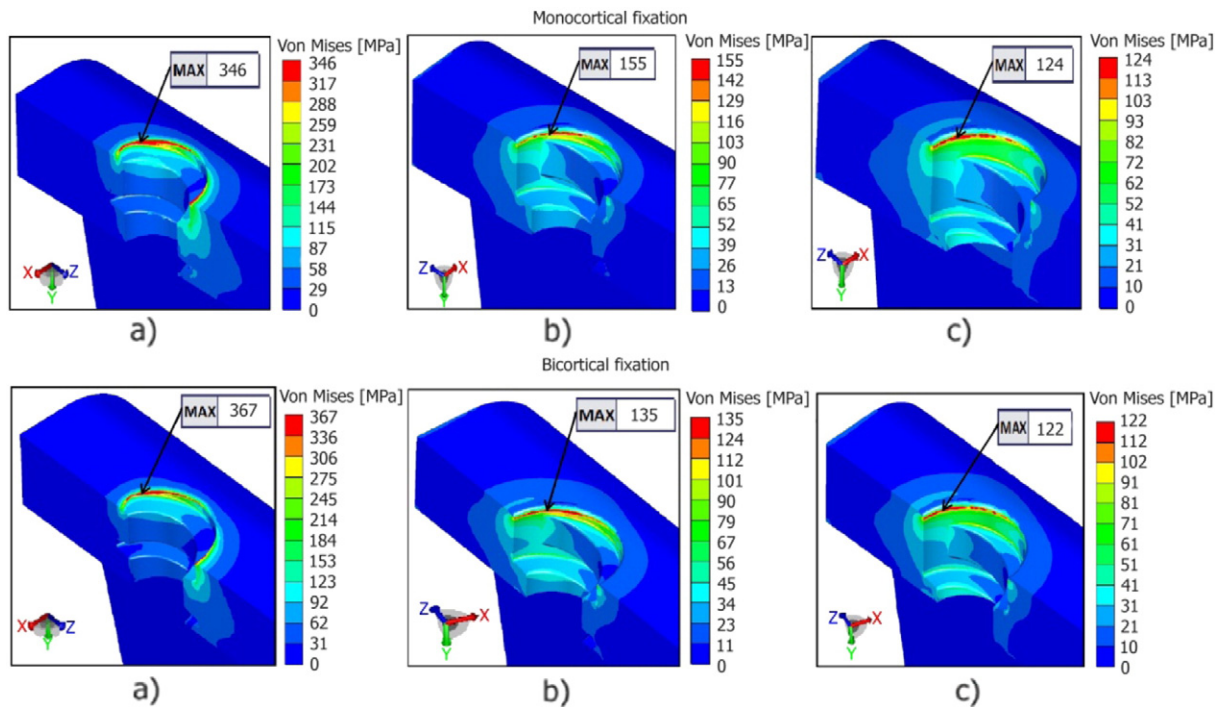 Monocortical fixation
Von Mises [MPa]
MAX 346
346
317
288
259
202
173
144
115
87
58
29
0
X Z
Y
a)
Von Mises [MPa]
MAX 155
155
142
129
116
103
90
77
65
52
39
26
13
0
Z X
Y
b)
Von Mises [MPa]
MAX 124
124
113
103
93
82
72
62
52
41
31
21
10
0
Z X
Y
c)
Bicortical fixation
Von Mises [MPa]
MAX 367
367
336
306
275
245
214
184
153
123
92
61
31
0
X Z
Y
a)
Von Mises [MPa]
MAX 135
135
124
112
101
90
79
67
56
45
34
22
11
0
Z X
Y
b)
Von Mises [MPa]
MAX 122
122
112
102
91
81
71
61
51
41
31
20
10
0
Z X
Y
c)